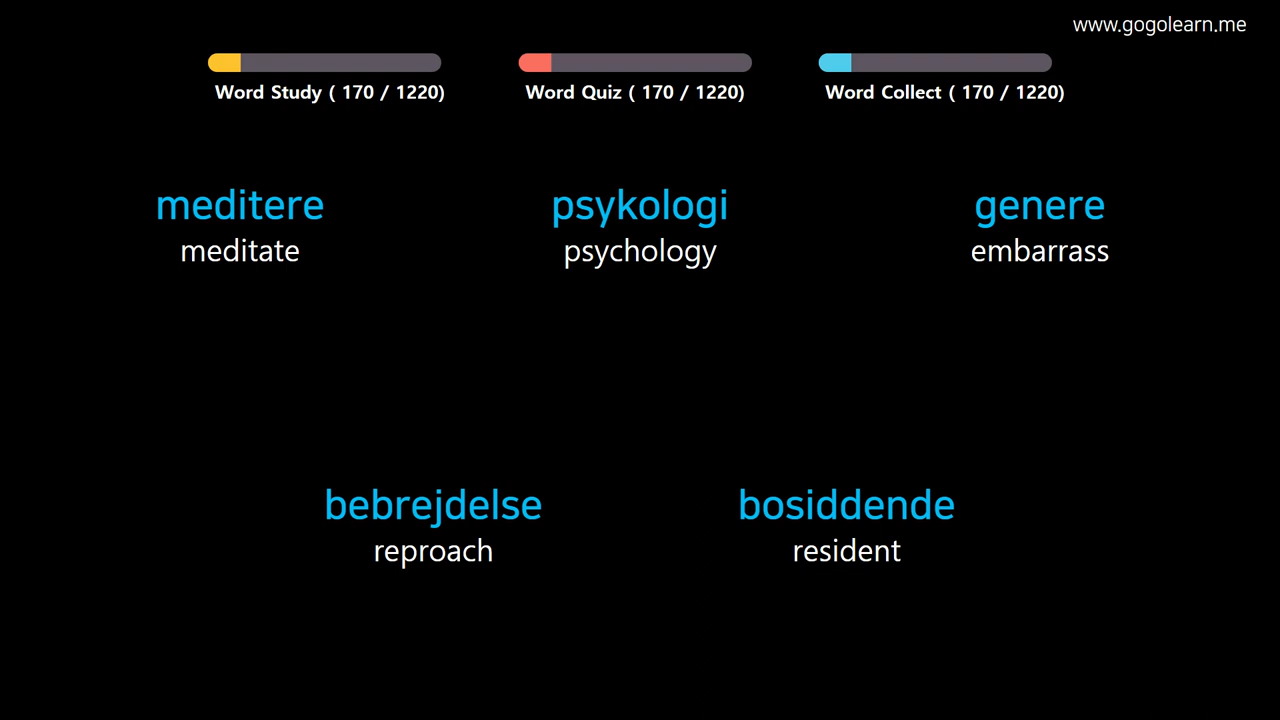 www.gogolearn.me
Word Study ( 170 / 1220)
Word Quiz ( 170 / 1220)
Word Collect ( 170 / 1220)
meditere
meditate
psykologi
psychology
genere
embarrass
bebrejdelse
reproach
bosiddende
resident